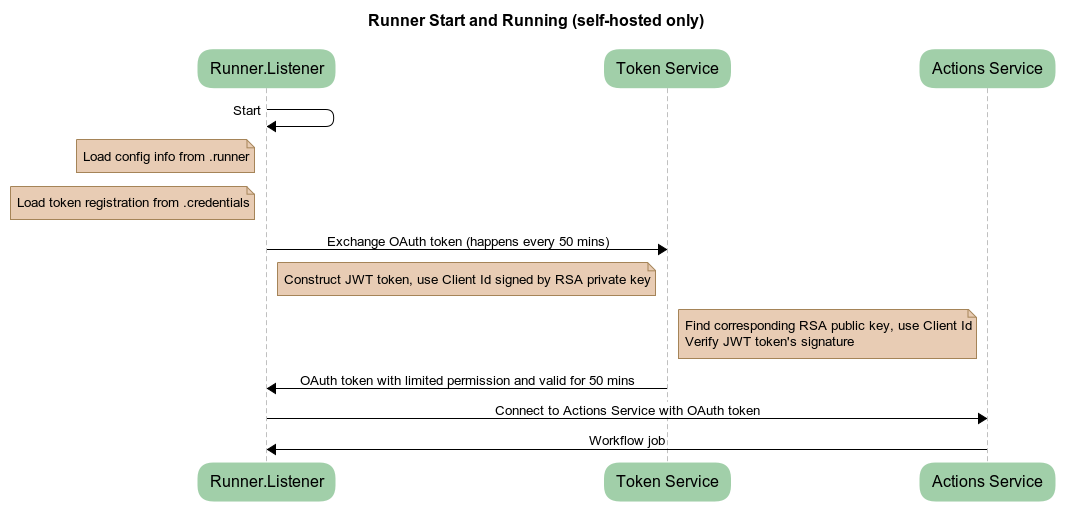 Runner Start and Running (self-hosted only)
Runner.Listener
Token Service
Actions Service
Start
Load config info from .runner
Load token registration from .credentials
Exchange OAuth token (happens every 50 mins)
Construct JWT token, use Client Id signed by RSA private key
Find corresponding RSA public key, use Client Id
Verify JWT token's signature
OAuth token with limited permission and valid for 50 mins
Connect to Actions Service with OAuth token
Workflow job
Runner.Listener
Token Service
Actions Service